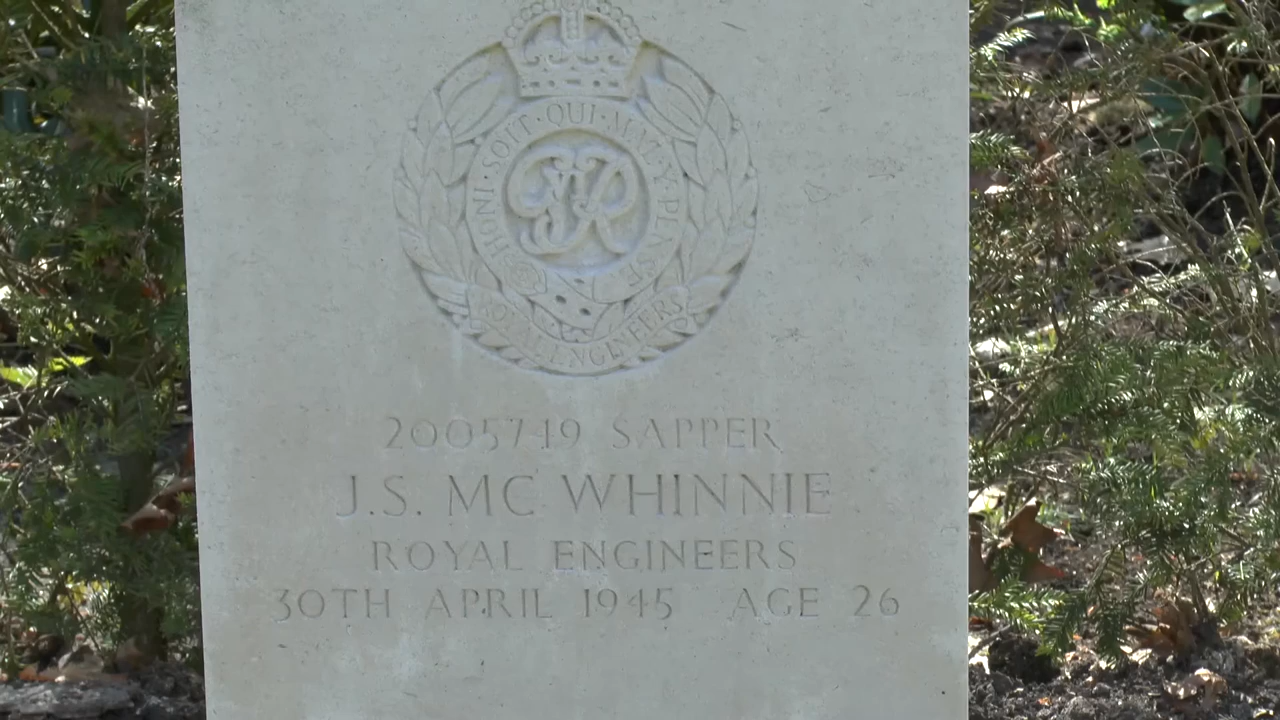 HONI · SOIT · QUI · MAL · Y · PENSE
ROYAL ENGINEERS
2005749 SAPPER
J.S. MC WHINNIE
ROYAL ENGINEERS
30TH APRIL 1945 AGE 26